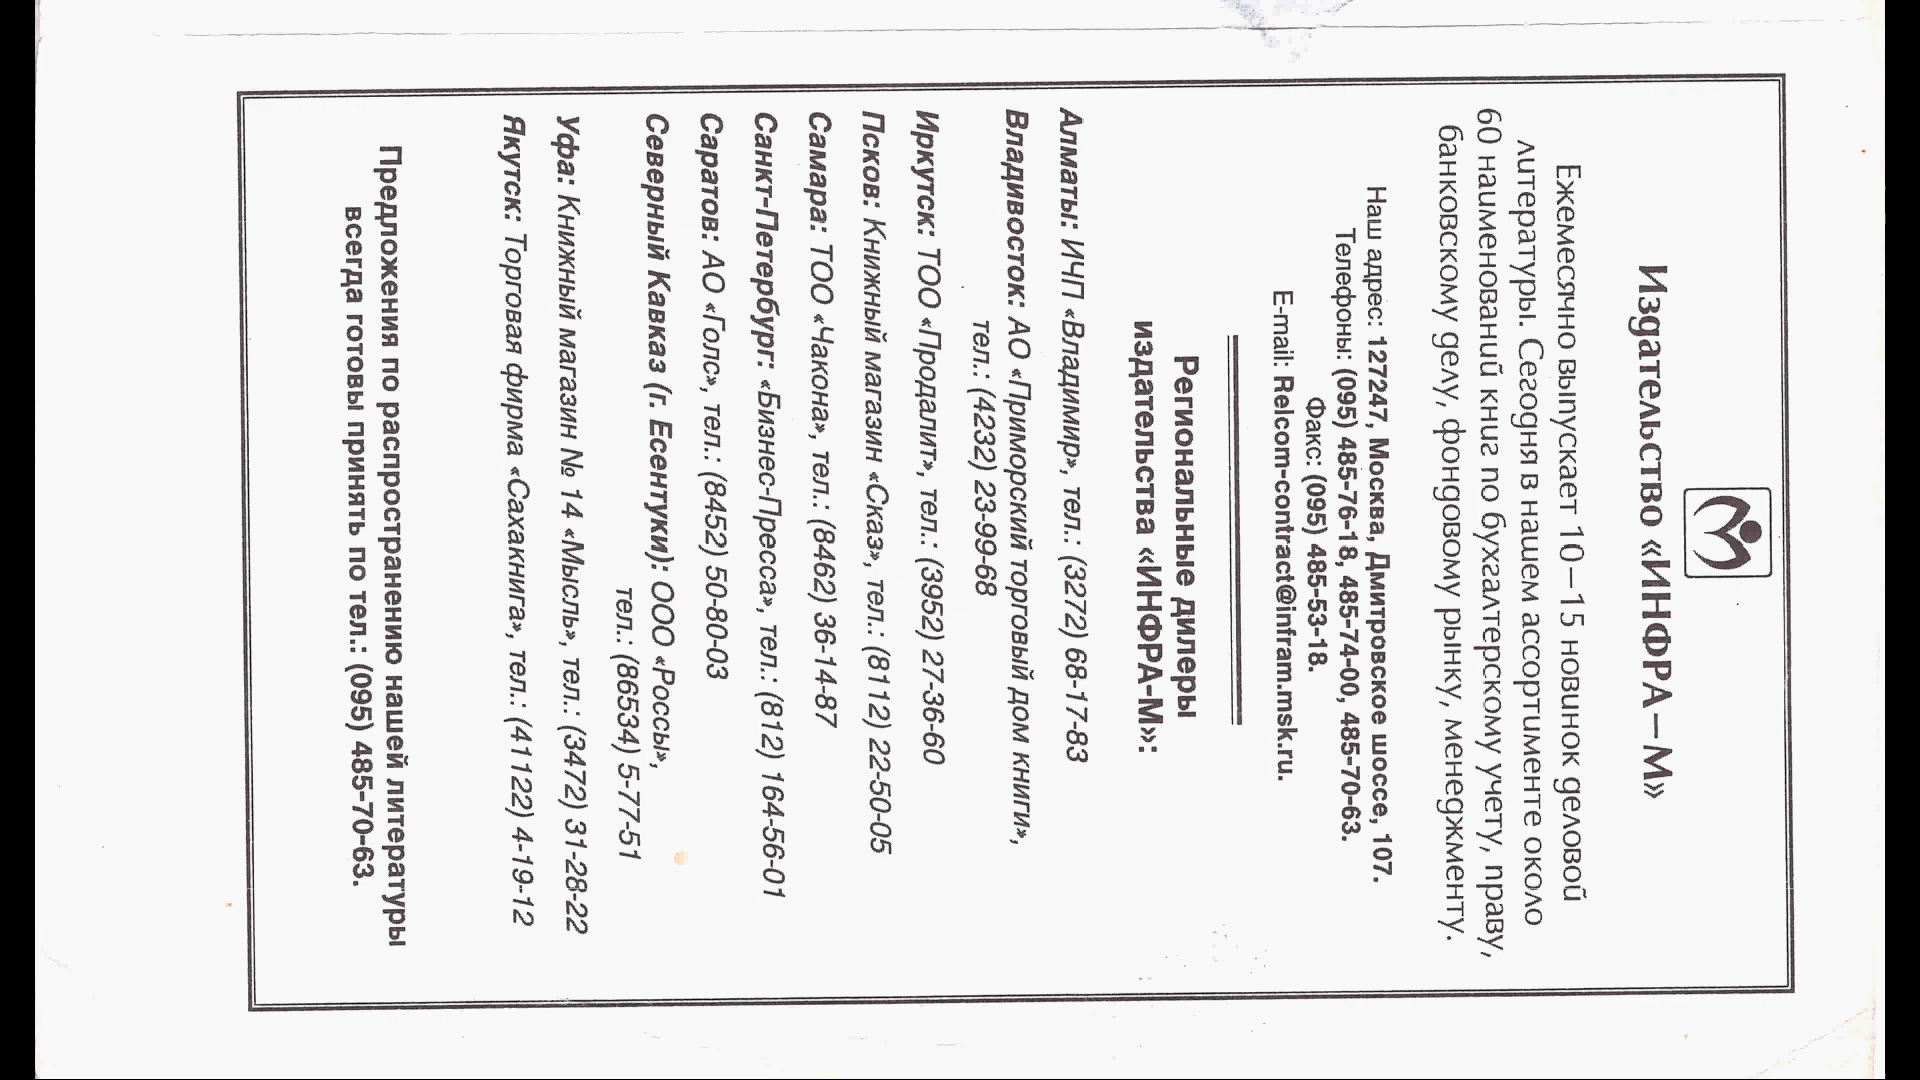 Издательство «ИНФРА–М»
Ежемесячно выпускает 10–15 новинок деловой
литературы. Сегодня в нашем ассортименте около
60 наименований книг по бухгалтерскому учету, праву,
банковскому делу, фондовому рынку, менеджменту.
Наш адрес: 127247, Москва, Дмитровское шоссе, 107.
Телефоны: (095) 485-76-18, 485-74-00, 485-70-63.
Факс: (095) 485-53-18.
E-mail: Relcom-contract@infram.msk.ru.
Региональные дилеры
издательства «ИНФРА-М»:
Алматы: ИЧП «Владимир», тел.: (3272) 68-17-83
Владивосток: АО «Приморский торговый дом книги»,
тел.: (4232) 23-99-68
Иркутск: ТОО «Продалит», тел.: (3952) 27-36-60
Псков: Книжный магазин «Сказ», тел.: (8112) 22-50-05
Самара: ТОО «Чакона», тел.: (8462) 36-14-87
Санкт-Петербург: «Бизнес-Пресса», тел.: (812) 164-56-01
Саратов: АО «Голс», тел.: (8452) 50-80-03
Северный Кавказ (г. Есентуки): ООО «Россы»,
тел.: (86534) 5-77-51
Уфа: Книжный магазин № 14 «Мысль», тел.: (3472) 31-28-22
Якутск: Торговая фирма «Сахакнига», тел.: (41122) 4-19-12
Предложения по распространению нашей литературы
всегда готовы принять по тел.: (095) 485-70-63.